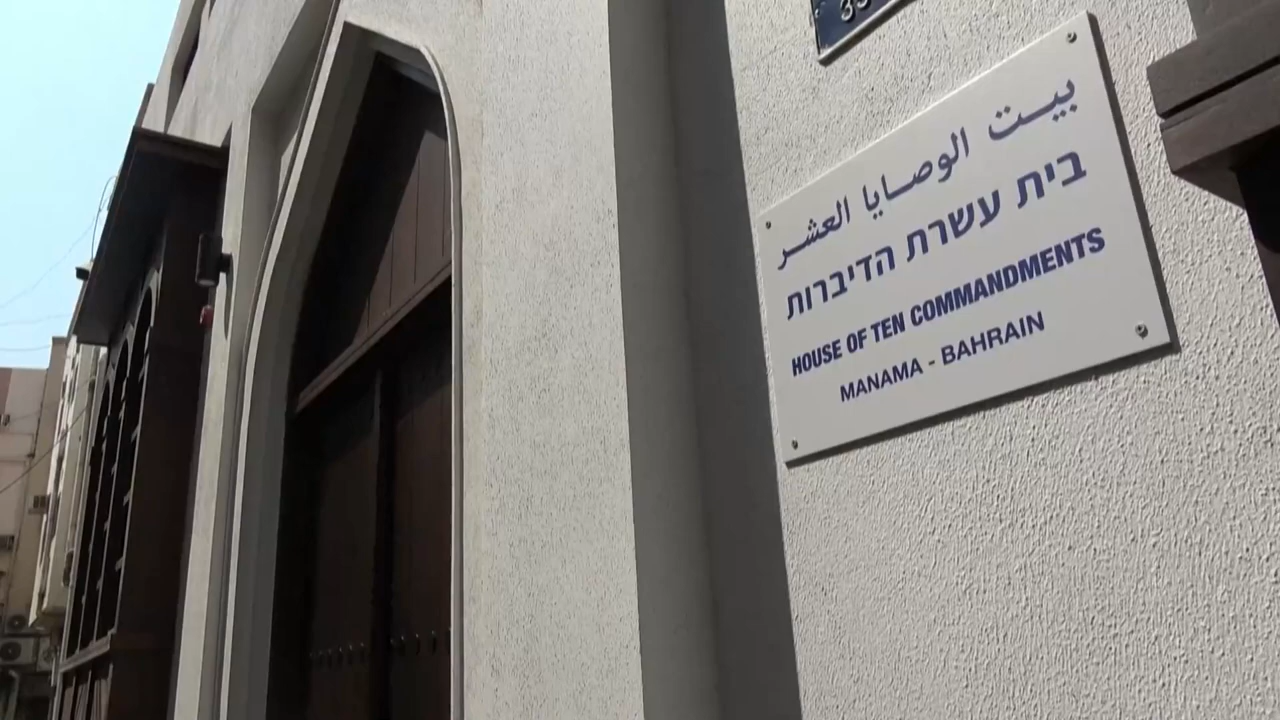 بيت الوصايا العشر
בית עשרת הדיברות
HOUSE OF TEN COMMANDMENTS
MANAMA - BAHRAIN